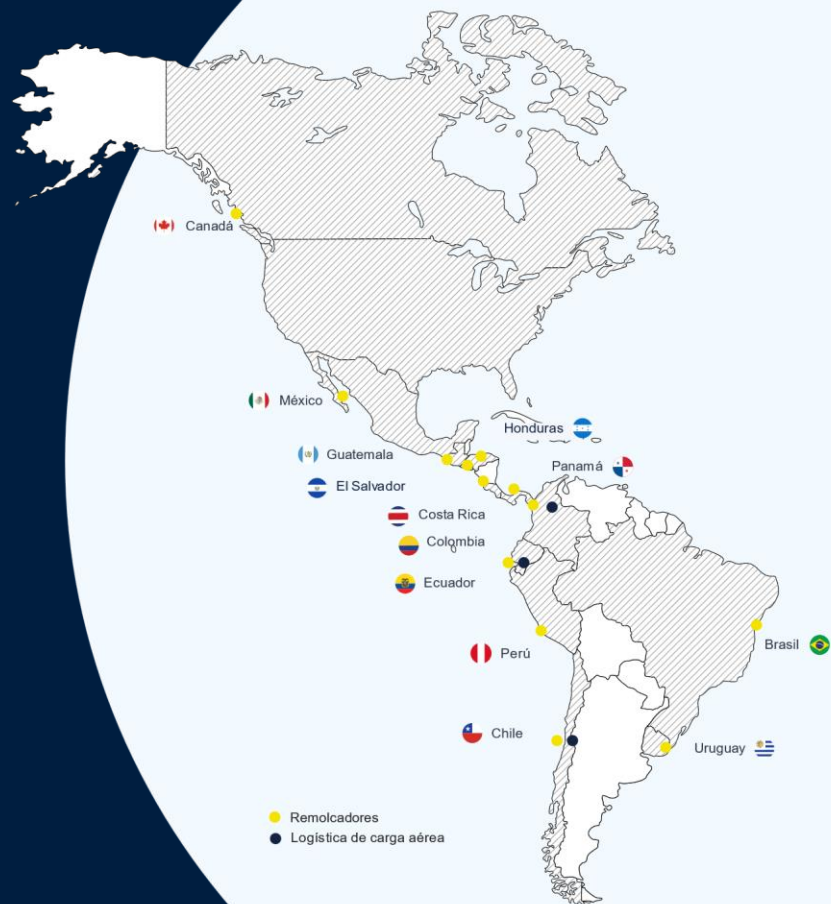 Canadá
México
Honduras
Guatemala
Panamá
El Salvador
Costa Rica
Colombia
Ecuador
Brasil
Perú
Chile
Uruguay
Remolcadores
Logística de carga aérea